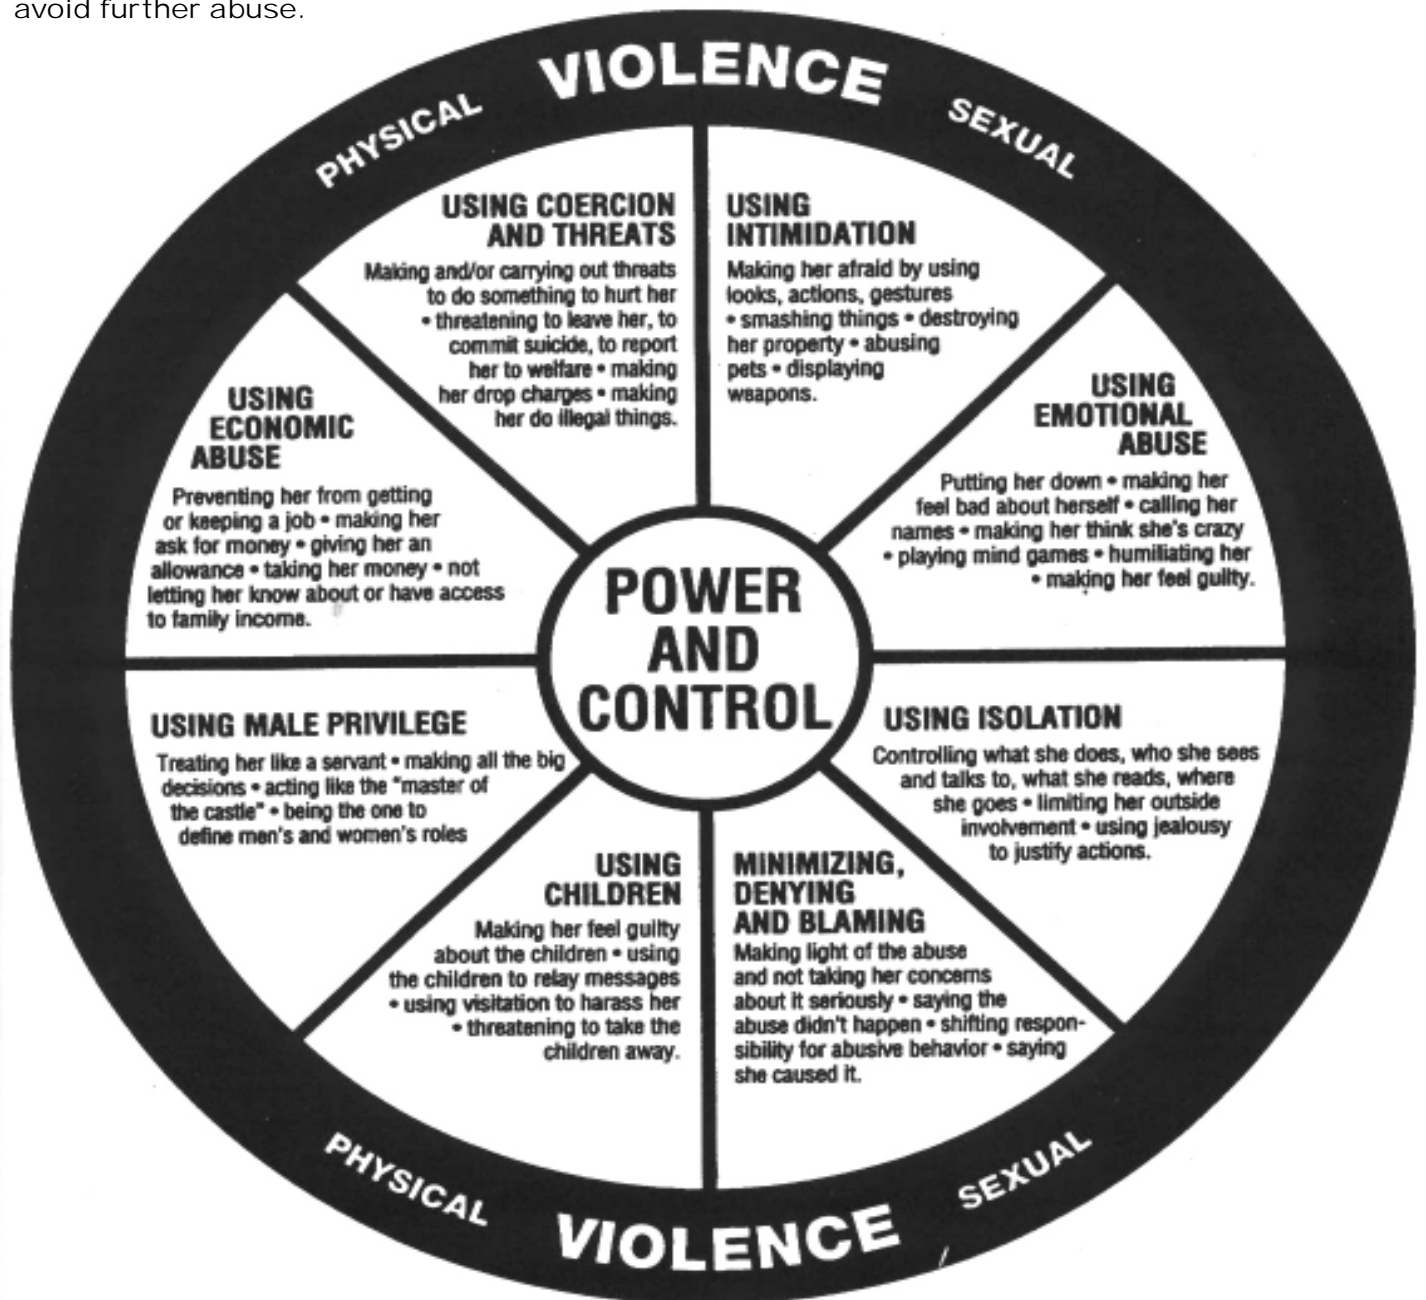 avoid further abuse.
PHYSICAL VIOLENCE SEXUAL
USING COERCION
AND THREATS
Making and/or carrying out threats
to do something to hurt her
• threatening to leave her, to
commit suicide, to report
her to welfare • making
her drop charges • making
her do illegal things.
USING
INTIMIDATION
Making her afraid by using
looks, actions, gestures
• smashing things • destroying
her property • abusing
pets • displaying
weapons.
USING
ECONOMIC
ABUSE
Preventing her from getting
or keeping a job • making her
ask for money • giving her an
allowance • taking her money • not
letting her know about or have access
to family income.
USING
EMOTIONAL
ABUSE
Putting her down • making her
feel bad about herself • calling her
names • making her think she's crazy
• playing mind games • humiliating her
• making her feel guilty.
POWER
AND
CONTROL
USING MALE PRIVILEGE
Treating her like a servant • making all the big
decisions • acting like the "master of
the castle" • being the one to
define men's and women's roles
USING ISOLATION
Controlling what she does, who she sees
and talks to, what she reads, where
she goes • limiting her outside
involvement • using jealousy
to justify actions.
USING
CHILDREN
Making her feel guilty
about the children • using
the children to relay messages
• using visitation to harass her
• threatening to take the
children away.
MINIMIZING,
DENYING
AND BLAMING
Making light of the abuse
and not taking her concerns
about it seriously • saying the
abuse didn't happen • shifting respon-
sibility for abusive behavior • saying
she caused it.
PHYSICAL VIOLENCE SEXUAL